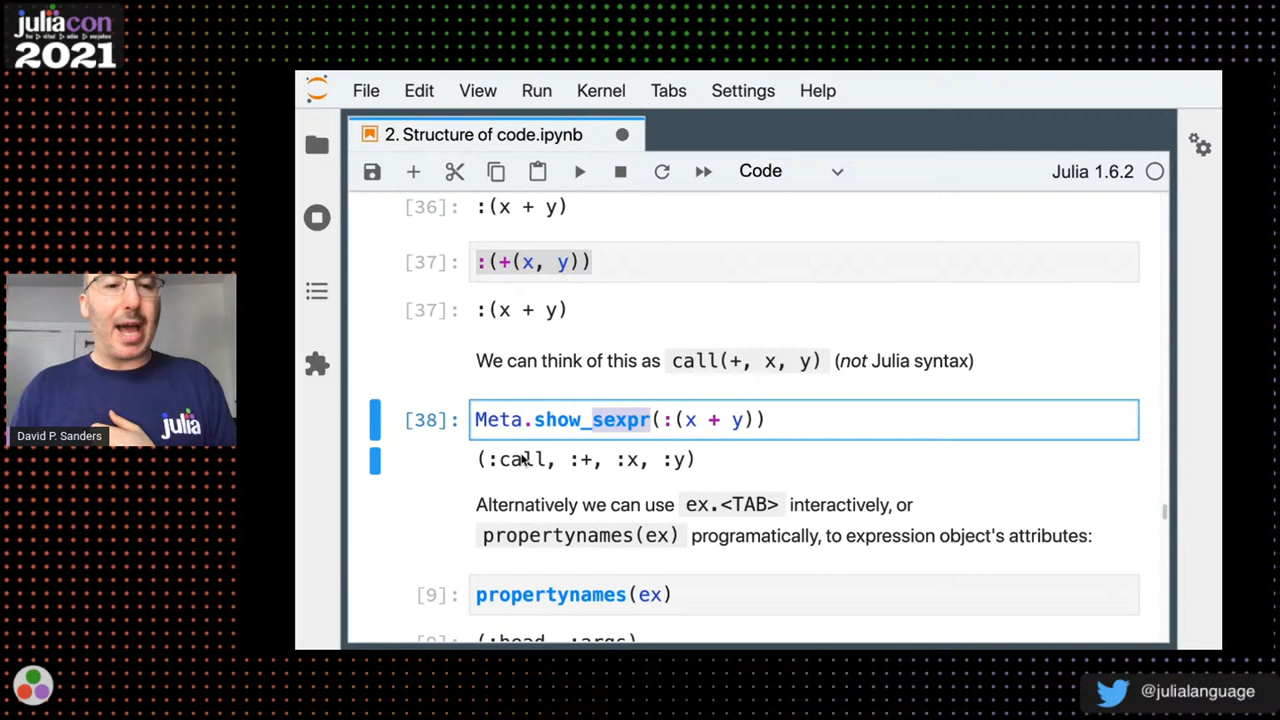 juliacon
2021
File Edit View Run Kernel Tabs Settings Help
2. Structure of code.ipynb
Code
Julia 1.6.2
[36]: :(x + y)
[37]: :(+(x, y))
[37]: :(x + y)
We can think of this as call(+, x, y) (not Julia syntax)
[38]: Meta.show_sexpr(:(x + y))
(:call, :+, :x, :y)
Alternatively we can use ex.<TAB> interactively, or
propertynames(ex) programatically, to expression object's attributes:
[9]: propertynames(ex)
[9]: (:head, :args)
julia
David P. Sanders
@julialanguage